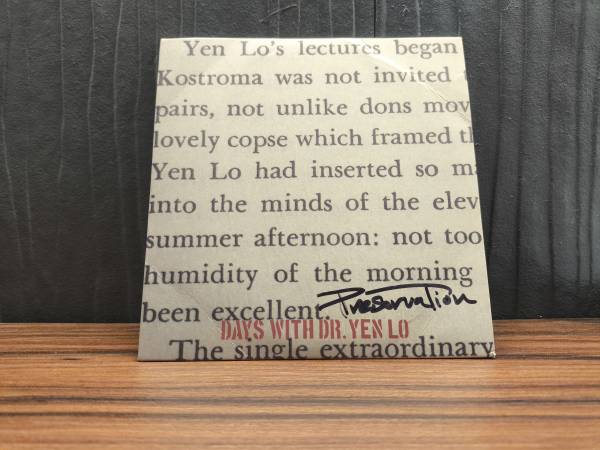 Yen Lo's lectures began
Kostroma was not invited t
pairs, not unlike dons mov
lovely copse which framed th
Yen Lo had inserted so m
into the minds of the elev
summer afternoon: not too
humidity of the morning
been excellent. Preservation
DAYS WITH DR. YEN LO
The single extraordinary